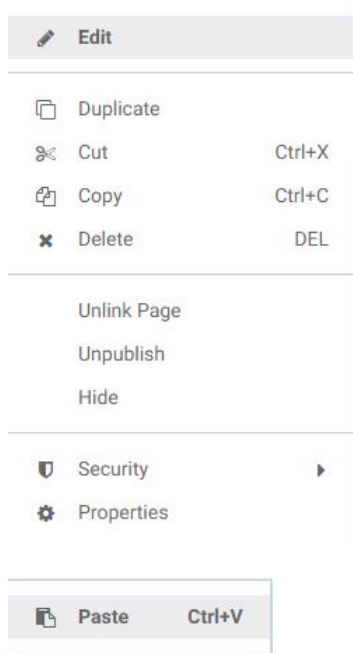 Edit
Duplicate
Cut Ctrl+X
Copy Ctrl+C
Delete DEL
Unlink Page
Unpublish
Hide
Security
Properties
Paste Ctrl+V